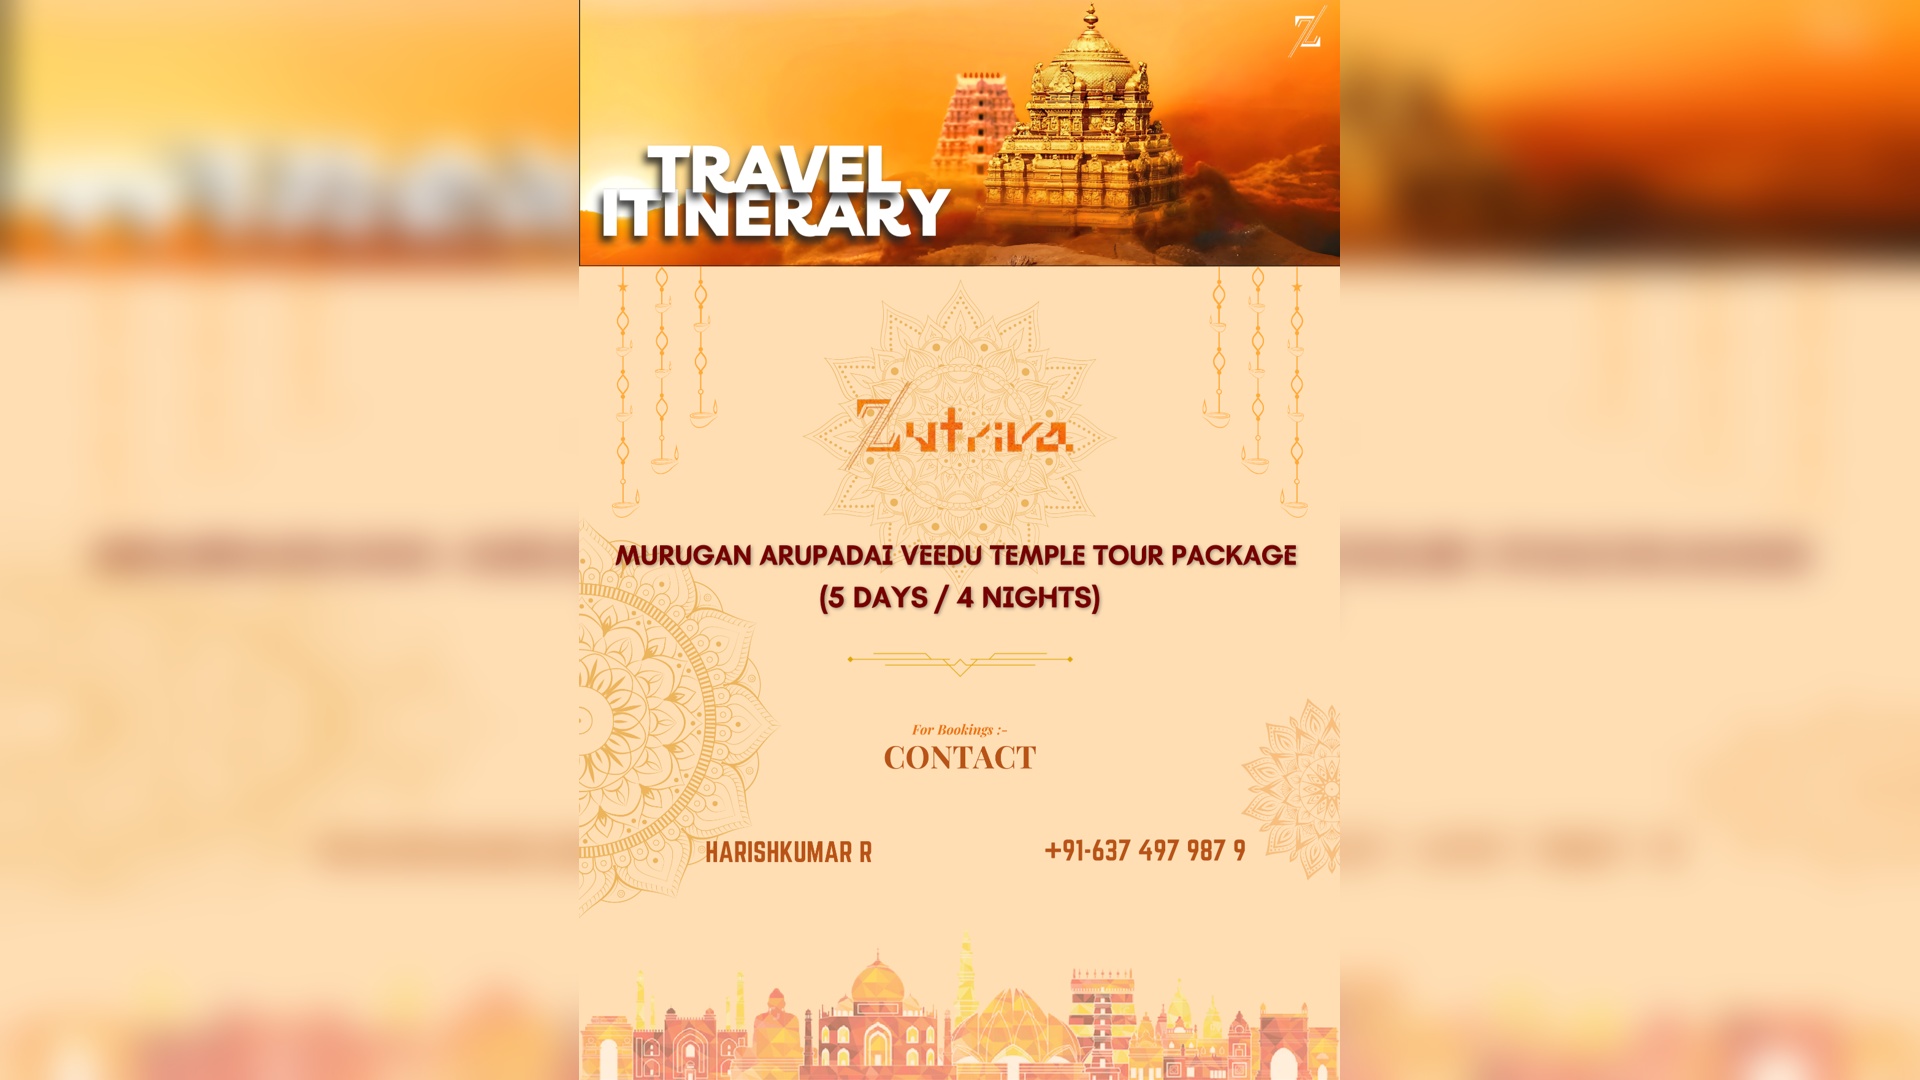 TRAVEL
ITINERARY
Zutriva
MURUGAN ARUPADAI VEEDU TEMPLE TOUR PACKAGE
(5 DAYS / 4 NIGHTS)
For Bookings :-
CONTACT
HARISHKUMAR R
+91-637 497 987 9